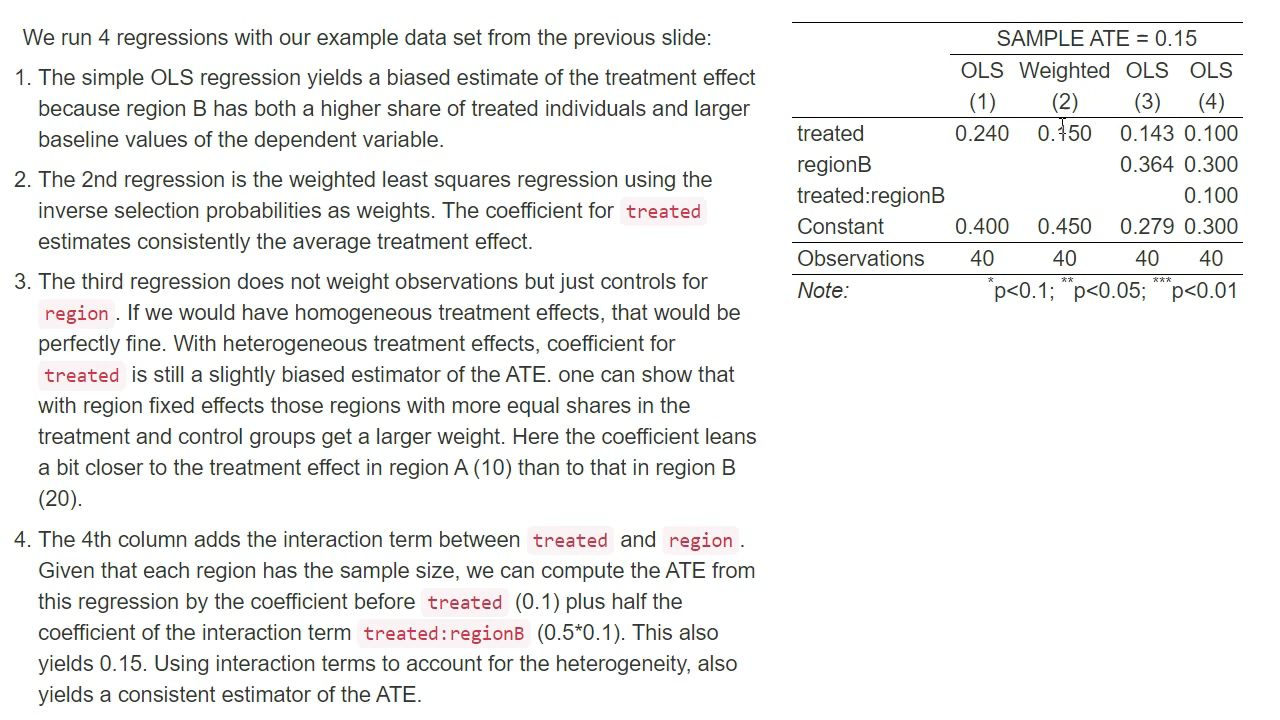 We run 4 regressions with our example data set from the previous slide:
1. The simple OLS regression yields a biased estimate of the treatment effect
because region B has both a higher share of treated individuals and larger
baseline values of the dependent variable.
2. The 2nd regression is the weighted least squares regression using the
inverse selection probabilities as weights. The coefficient for treated
estimates consistently the average treatment effect.
3. The third regression does not weight observations but just controls for
region . If we would have homogeneous treatment effects, that would be
perfectly fine. With heterogeneous treatment effects, coefficient for
treated is still a slightly biased estimator of the ATE. one can show that
with region fixed effects those regions with more equal shares in the
treatment and control groups get a larger weight. Here the coefficient leans
a bit closer to the treatment effect in region A (10) than to that in region B
(20).
4. The 4th column adds the interaction term between treated and region .
Given that each region has the sample size, we can compute the ATE from
this regression by the coefficient before treated (0.1) plus half the
coefficient of the interaction term treated:regionB (0.5*0.1). This also
yields 0.15. Using interaction terms to account for the heterogeneity, also
yields a consistent estimator of the ATE.
SAMPLE ATE = 0.15
OLS Weighted OLS OLS
(1) (2) (3) (4)
treated 0.240 0.150 0.143 0.100
regionB 0.364 0.300
treated:regionB 0.100
Constant 0.400 0.450 0.279 0.300
Observations 40 40 40 40
Note: *p<0.1; **p<0.05; ***p<0.01